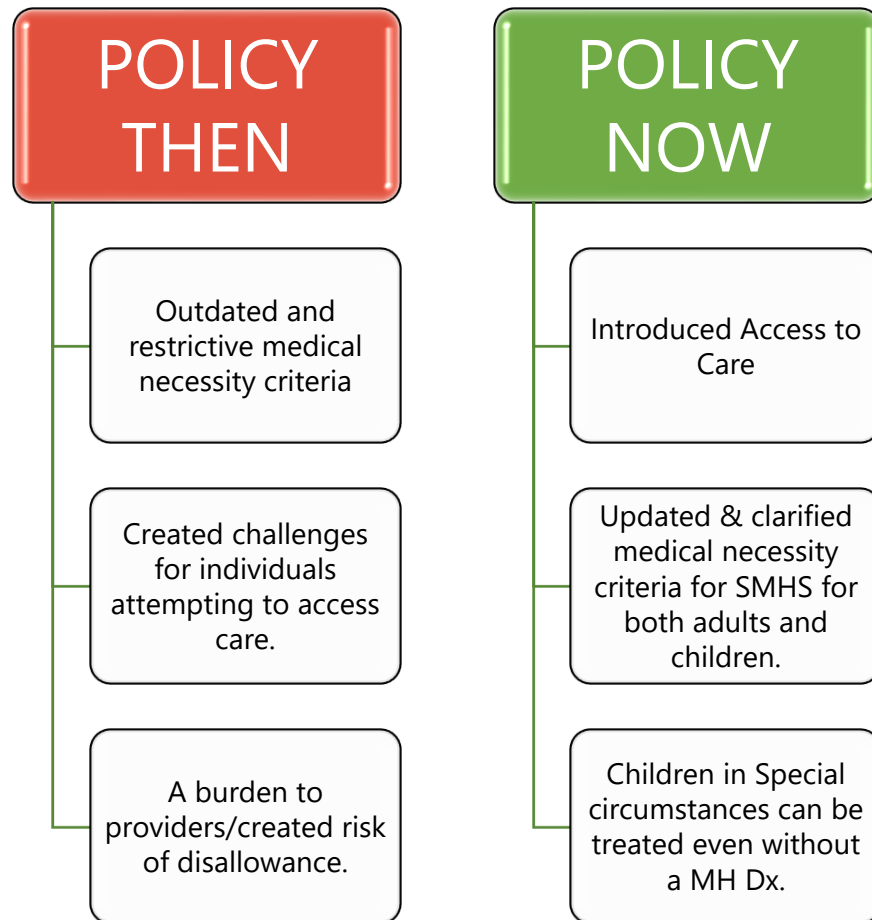 POLICY
THEN
Outdated and
restrictive medical
necessity criteria
Created challenges
for individuals
attempting to access
care.
A burden to
providers/created risk
of disallowance.
POLICY
NOW
Introduced Access to
Care
Updated & clarified
medical necessity
criteria for SMHS for
both adults and
children.
Children in Special
circumstances can be
treated even without
a MH Dx.